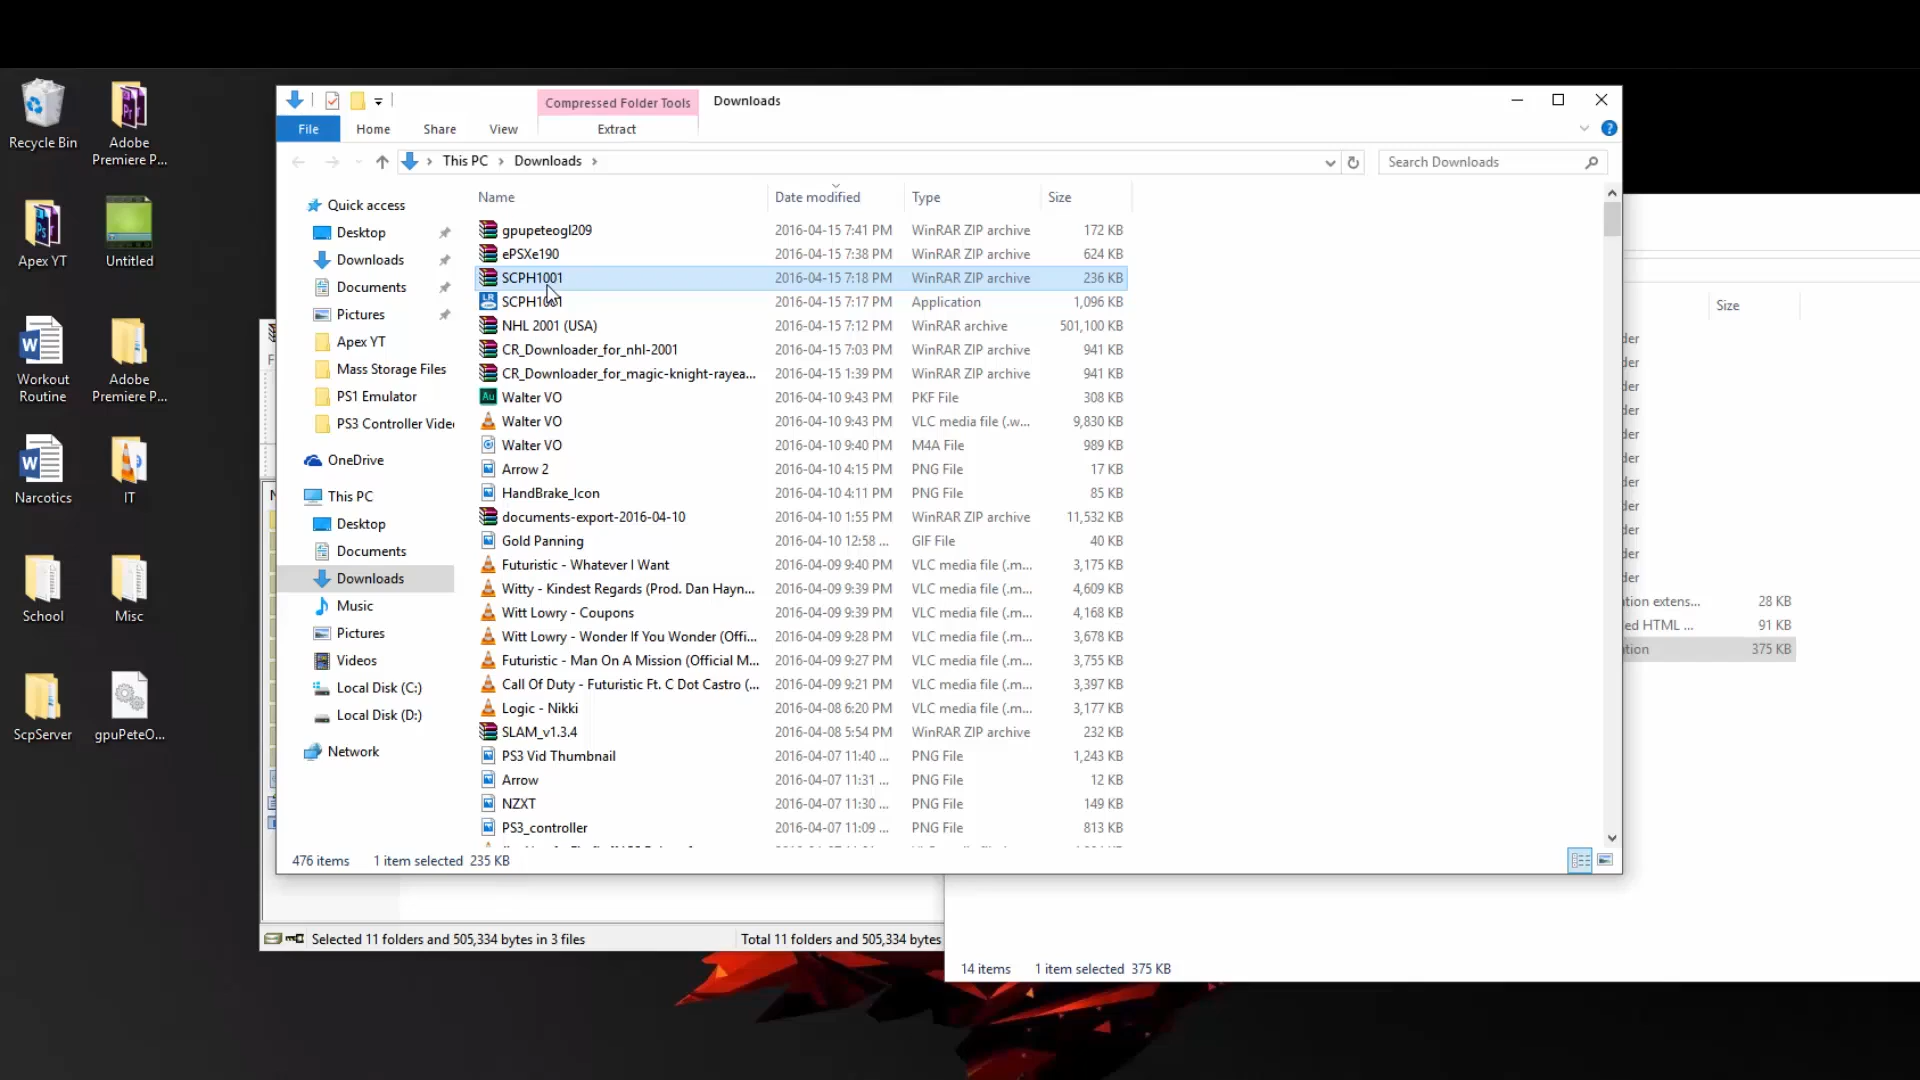 Recycle Bin
Adobe
Premiere P...
Apex YT
Untitled
Workout
Routine
Adobe
Premiere P...
Narcotics
IT
School
Misc
ScpServer
gpuPeteO...
Compressed Folder Tools
Downloads
File
Home
Share
View
Extract
This PC
Downloads
Search Downloads
Quick access
Desktop
Downloads
Documents
Pictures
Apex YT
Mass Storage Files
PS1 Emulator
PS3 Controller Vide
OneDrive
This PC
Desktop
Documents
Downloads
Music
Pictures
Videos
Local Disk (C:)
Local Disk (D:)
Network
Name Date modified Type Size
gpupeteogl209 2016-04-15 7:41 PM WinRAR ZIP archive 172 KB
ePSXe190 2016-04-15 7:38 PM WinRAR ZIP archive 624 KB
SCPH1001 2016-04-15 7:18 PM WinRAR ZIP archive 236 KB
SCPH1001 2016-04-15 7:17 PM Application 1,096 KB
NHL 2001 (USA) 2016-04-15 7:12 PM WinRAR archive 501,100 KB
CR_Downloader_for_nhl-2001 2016-04-15 7:03 PM WinRAR ZIP archive 941 KB
CR_Downloader_for_magic-knight-rayea... 2016-04-15 1:39 PM WinRAR ZIP archive 941 KB
Walter VO 2016-04-10 9:43 PM PKF File 308 KB
Walter VO 2016-04-10 9:43 PM VLC media file (.w... 9,830 KB
Walter VO 2016-04-10 9:40 PM M4A File 989 KB
Arrow 2 2016-04-10 4:15 PM PNG File 17 KB
HandBrake_Icon 2016-04-10 4:11 PM PNG File 85 KB
documents-export-2016-04-10 2016-04-10 1:55 PM WinRAR ZIP archive 11,532 KB
Gold Panning 2016-04-10 12:58 ... GIF File 40 KB
Futuristic - Whatever I Want 2016-04-09 9:40 PM VLC media file (.m... 3,175 KB
Witty - Kindest Regards (Prod. Dan Hayn... 2016-04-09 9:39 PM VLC media file (.m... 4,609 KB
Witt Lowry - Coupons 2016-04-09 9:39 PM VLC media file (.m... 4,168 KB
Witt Lowry - Wonder If You Wonder (Offi... 2016-04-09 9:28 PM VLC media file (.m... 3,678 KB
Futuristic - Man On A Mission (Official M... 2016-04-09 9:27 PM VLC media file (.m... 3,755 KB
Call Of Duty - Futuristic Ft. C Dot Castro (... 2016-04-09 9:21 PM VLC media file (.m... 3,397 KB
Logic - Nikki 2016-04-08 6:20 PM VLC media file (.m... 3,177 KB
SLAM_v1.3.4 2016-04-08 5:54 PM WinRAR ZIP archive 232 KB
PS3 Vid Thumbnail 2016-04-07 11:40 ... PNG File 1,243 KB
Arrow 2016-04-07 11:31 ... PNG File 12 KB
NZXT 2016-04-07 11:30 ... PNG File 149 KB
PS3_controller 2016-04-07 11:09 ... PNG File 813 KB
476 items 1 item selected 235 KB
Size
der
der
der
der
der
der
der
der
der
der
der
ation extens... 28 KB
ed HTML ... 91 KB
ation 375 KB
Selected 11 folders and 505,334 bytes in 3 files
Total 11 folders and 505,334 bytes
14 items 1 item selected 375 KB